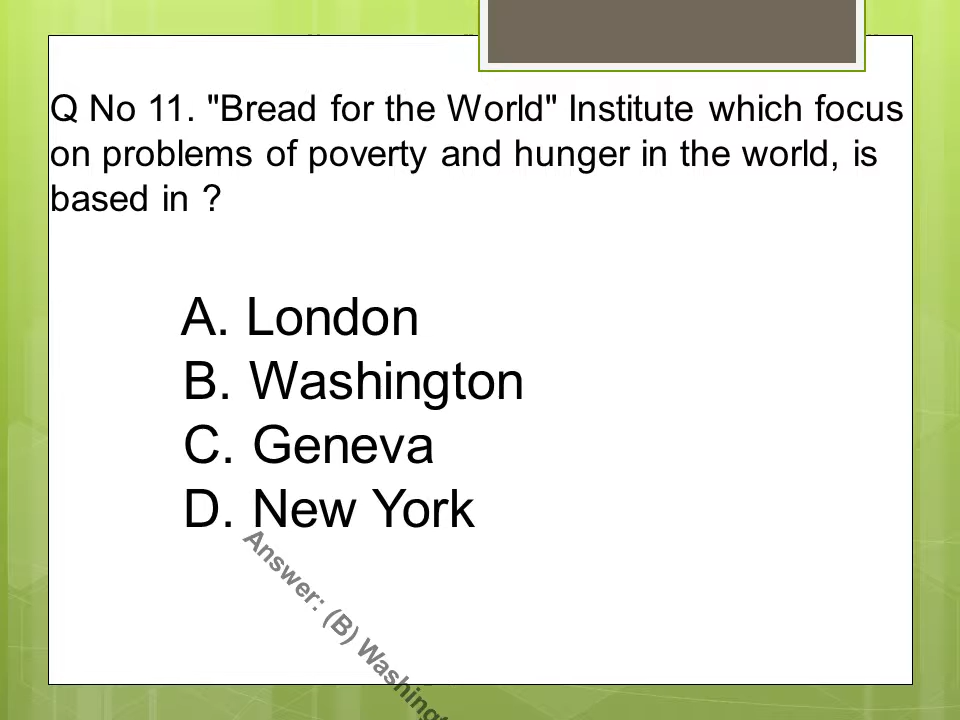 Q No 11. "Bread for the World" Institute which focus
on problems of poverty and hunger in the world, is
based in ?
A. London
B. Washington
C. Geneva
D. New York
Answer: (B) Washingt